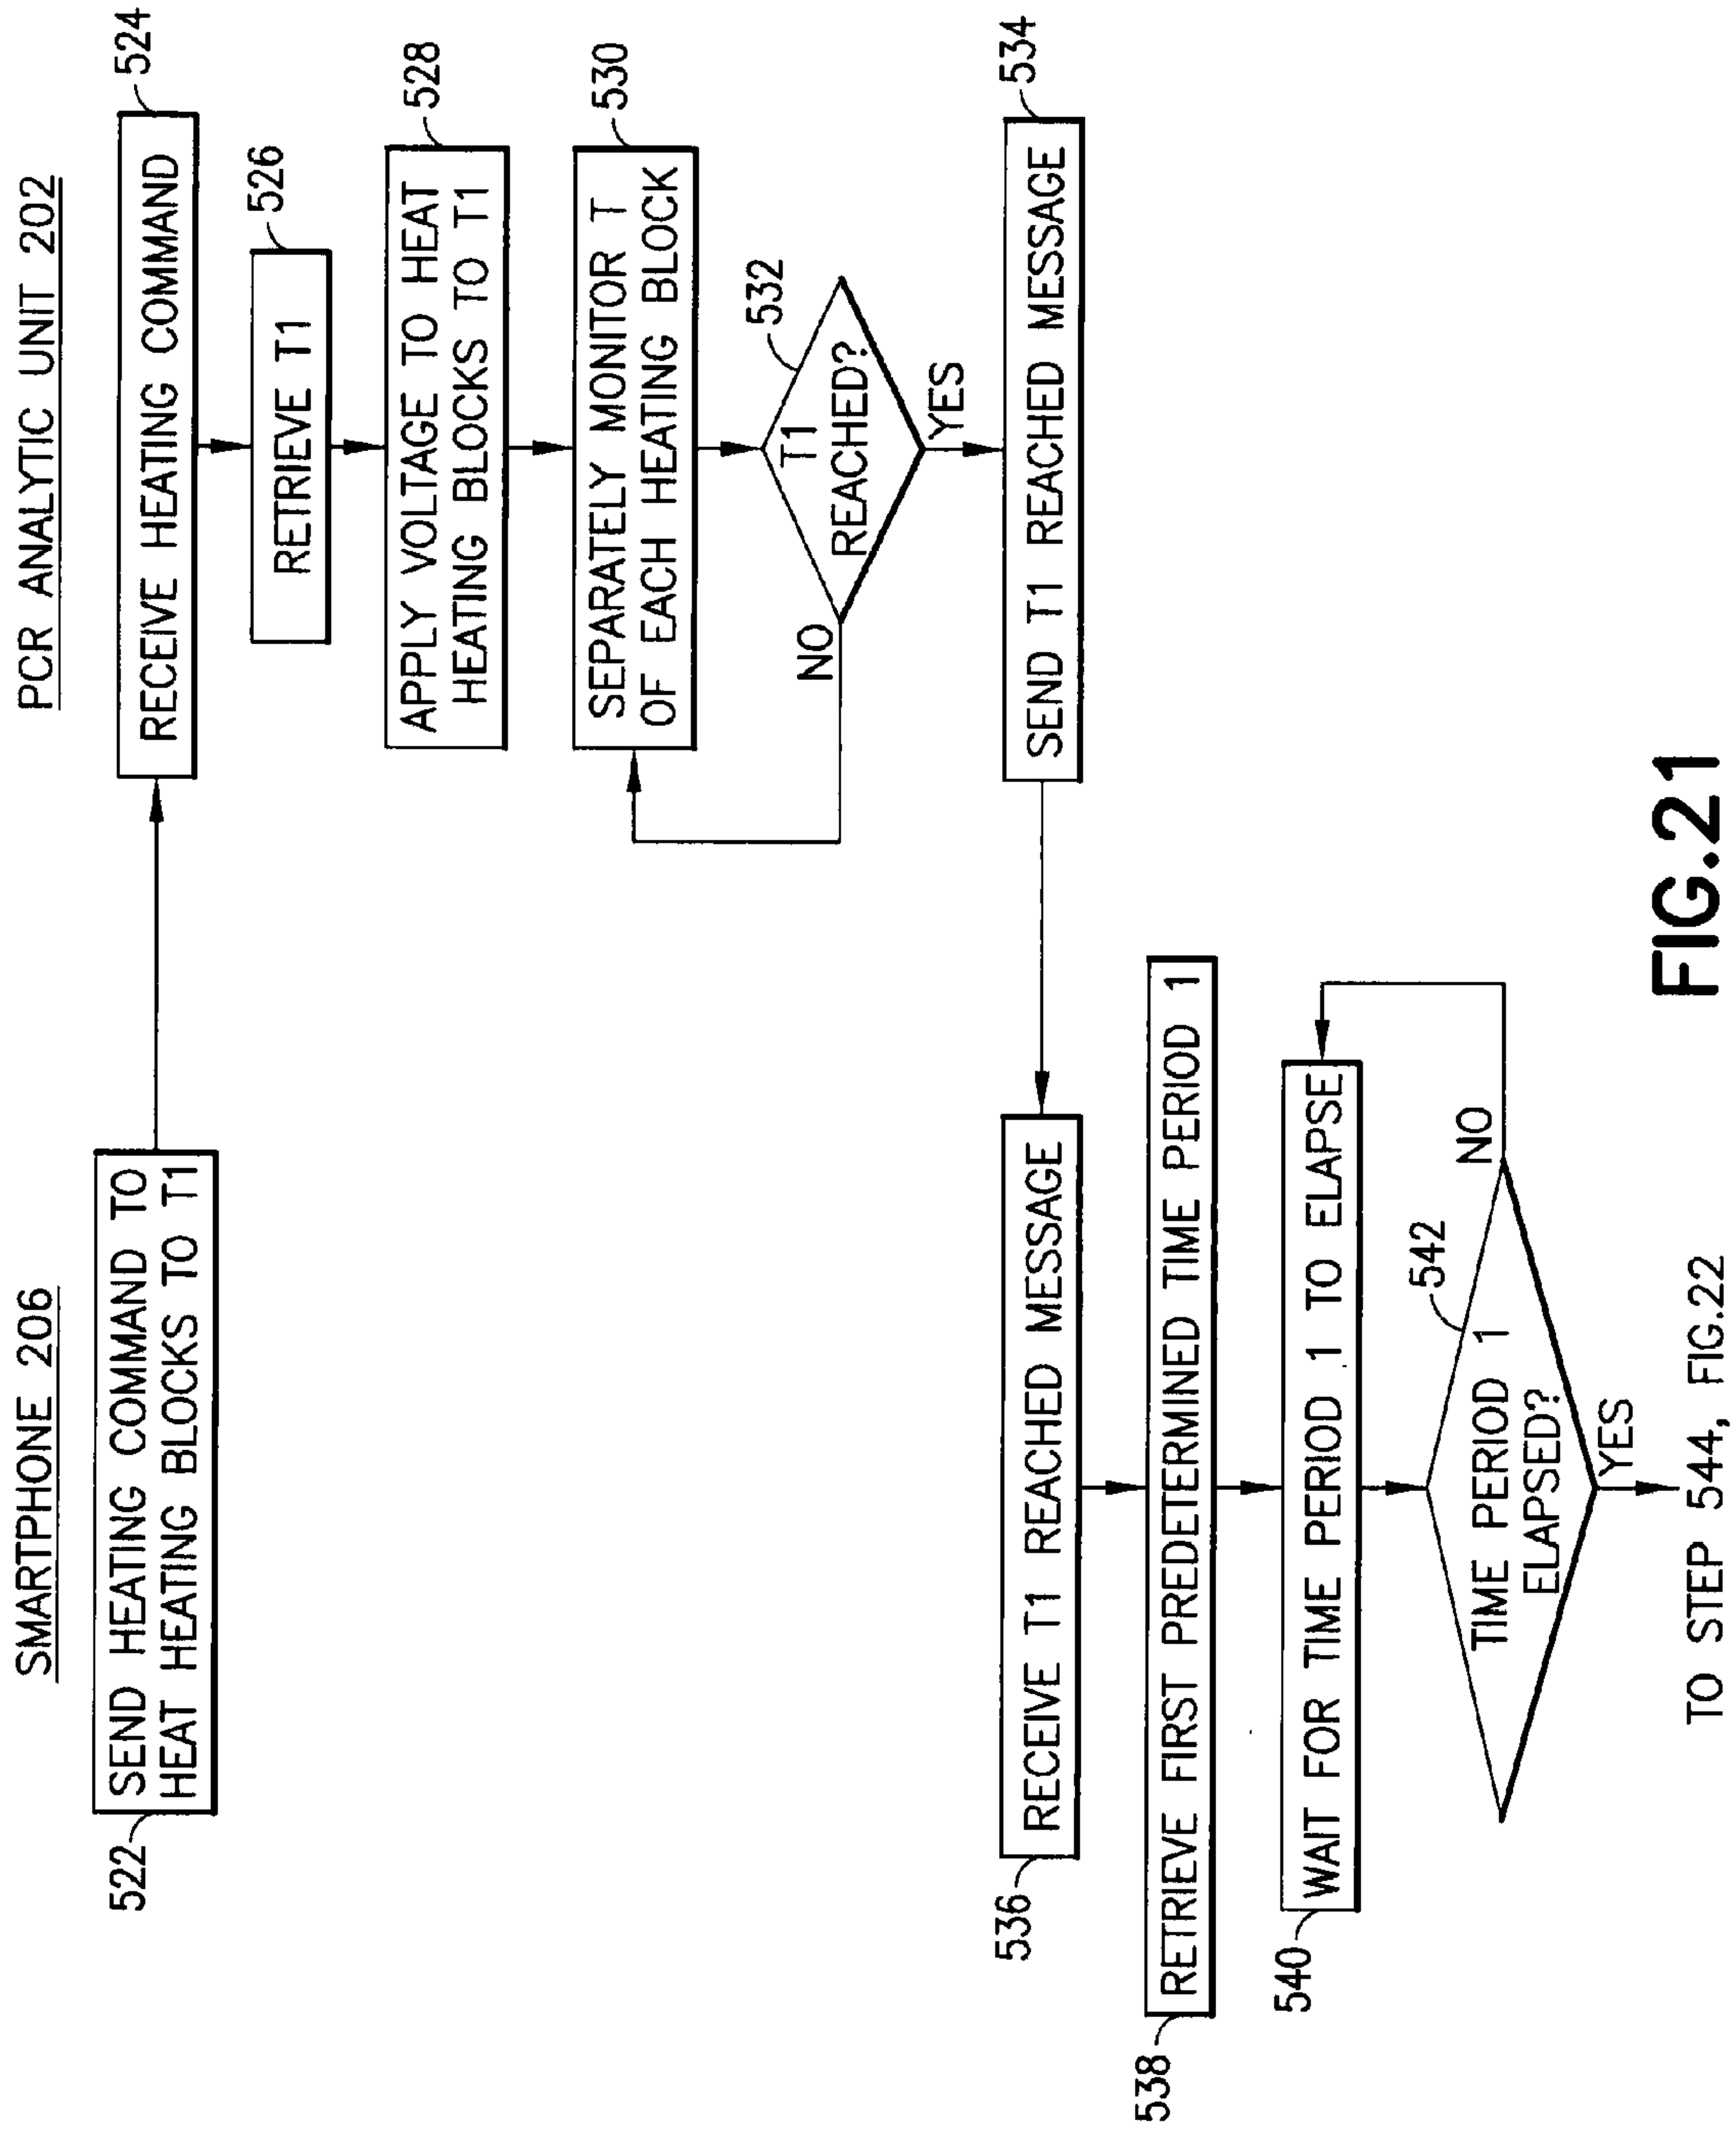 SMARTPHONE 206
PCR ANALYTIC UNIT 202
522
SEND HEATING COMMAND TO
HEAT HEATING BLOCKS TO T1
RECEIVE HEATING COMMAND
524
RETRIEVE T1
526
APPLY VOLTAGE TO HEAT
HEATING BLOCKS TO T1
528
SEPARATELY MONITOR T
OF EACH HEATING BLOCK
530
T1
REACHED?
532
NO
YES
SEND T1 REACHED MESSAGE
534
536
RECEIVE T1 REACHED MESSAGE
538
RETRIEVE FIRST PREDETERMINED TIME PERIOD 1
540
WAIT FOR TIME PERIOD 1 TO ELAPSE
542
TIME PERIOD 1
ELAPSED?
NO
YES
TO STEP 544, FIG.22
FIG.21